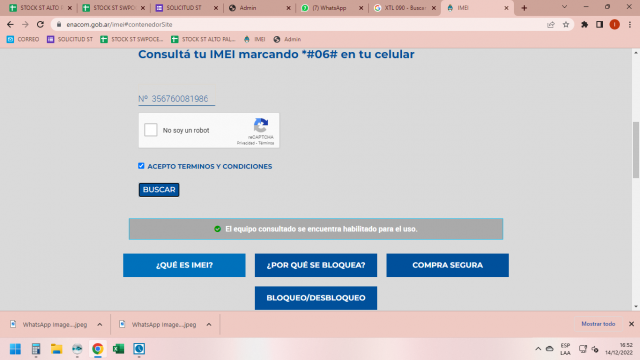 STOCK ST ALTO
STOCK ST SWPO
SOLICITUD ST
Admin
(7) WhatsApp
XTL 090 - Busca
IMEI
enacom.gob.ar/imei#contenedorSite
CORREO
SOLICITUD ST
STOCK ST SWPOCE...
STOCK ST ALTO PAL...
IMEI
Admin
Consultá tu IMEI marcando *#06# en tu celular
Nº 356760081986
No soy un robot
reCAPTCHA
Privacidad - Términos
ACEPTO TERMINOS Y CONDICIONES
BUSCAR
El equipo consultado se encuentra habilitado para el uso.
¿QUÉ ES IMEI?
¿POR QUÉ SE BLOQUEA?
COMPRA SEGURA
BLOQUEO/DESBLOQUEO
WhatsApp Image....jpeg
WhatsApp Image....jpeg
Mostrar todo
ESP
LAA
16:52
14/12/2022